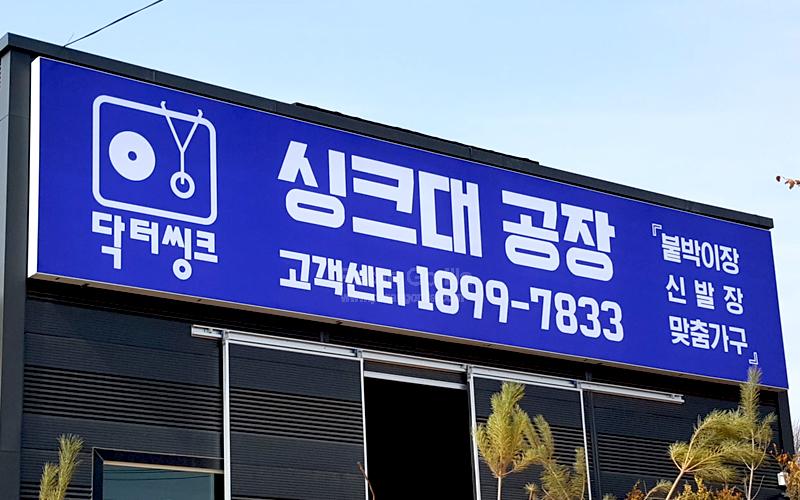 닥터씽크
싱크대 공장
고객센터 1899-7833
『붙박이장
신발장
맞춤가구』